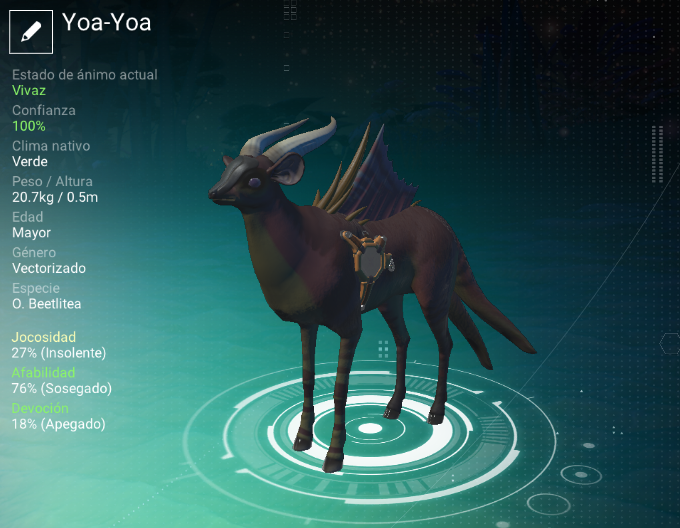 Yoa-Yoa
Estado de ánimo actual
Vivaz
Confianza
100%
Clima nativo
Verde
Peso / Altura
20.7kg / 0.5m
Edad
Mayor
Género
Vectorizado
Especie
O. Beetlitea
Jocosidad
27% (Insolente)
Afabilidad
76% (Sosegado)
Devoción
18% (Apegado)